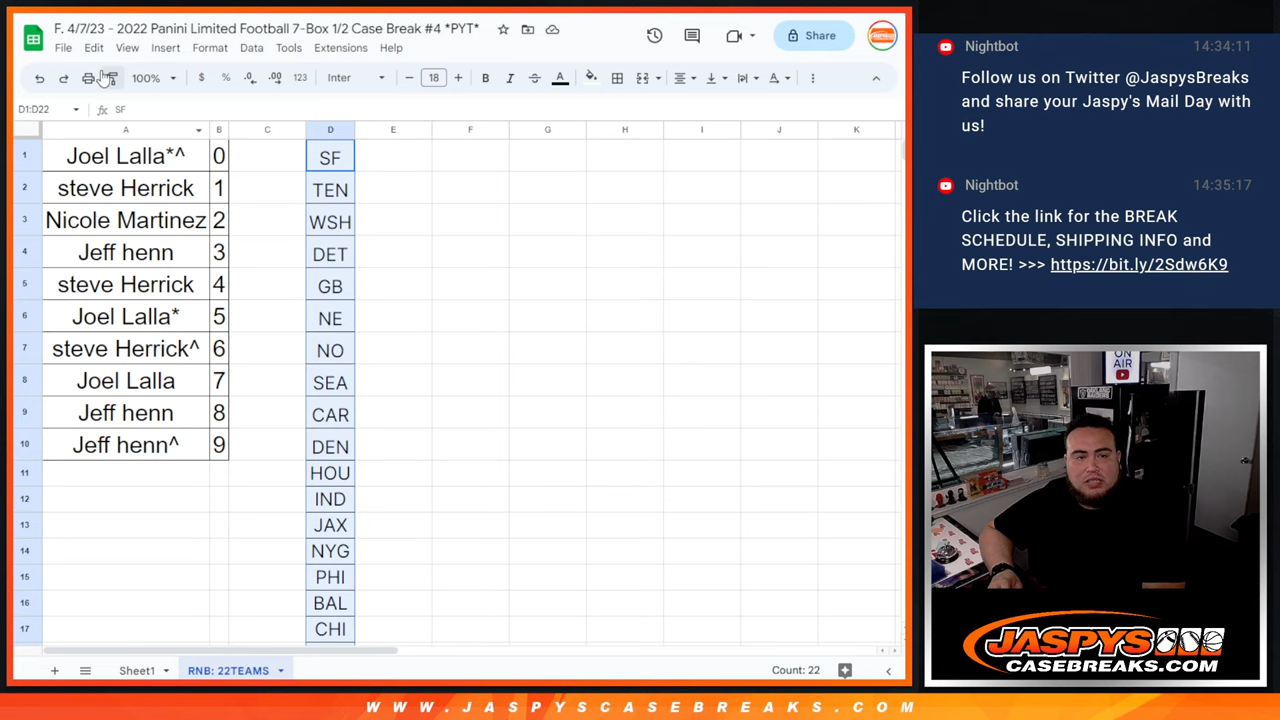 F. 4/7/23 - 2022 Panini Limited Football 7-Box 1/2 Case Break #4 *PYT*
File Edit View Insert Format Data Tools Extensions Help
Share
100% $ % .0 .00 123 Inter 18 B I S A
D1:D22 fx SF
A B C D E F G H I J K
1 Joel Lalla*^ 0 SF
2 steve Herrick 1 TEN
3 Nicole Martinez 2 WSH
4 Jeff henn 3 DET
5 steve Herrick 4 GB
6 Joel Lalla* 5 NE
7 steve Herrick^ 6 NO
8 Joel Lalla 7 SEA
9 Jeff henn 8 CAR
10 Jeff henn^ 9 DEN
11 HOU
12 IND
13 JAX
14 NYG
15 PHI
16 BAL
17 CHI
Sheet1 RNB: 22TEAMS Count: 22
Nightbot 14:34:11
Follow us on Twitter @JaspysBreaks
and share your Jaspy's Mail Day with
us!
Nightbot 14:35:17
Click the link for the BREAK
SCHEDULE, SHIPPING INFO and
MORE! >>> https://bit.ly/2Sdw6K9
ON
AIR
JASPYS
CASEBREAKS.COM
WWW.JASPYSCASEBREAKS.COM